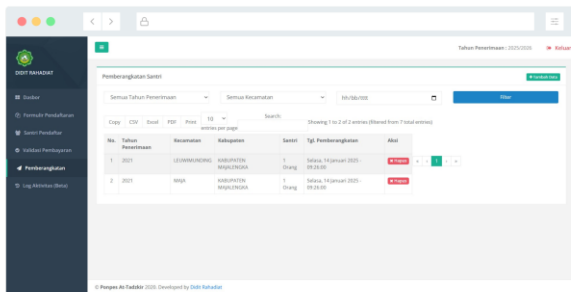 Tahun Penerimaan : 2025/2026
Keluar
DIDIT RAHADIAT
Pemberangkatan Santri
+ Tambah Data
Dasbor
Formulir Pendaftaran
Santri Pendaftar
Validasi Pembayaran
Pemberangkatan
Log Aktivitas (Beta)
Semua Tahun Penerimaan
Semua Kecamatan
hh/bb/tttt
Filter
Copy CSV Excel PDF Print
10 entries per page
Search:
Showing 1 to 2 of 2 entries (filtered from 7 total entries)
No. Tahun Penerimaan Kecamatan Kabupaten Santri Tgl. Pemberangkatan Aksi
1 2021 LEUWIMUNDING KABUPATEN MAJALENGKA 1 Orang Selasa, 14 Januari 2025 - 09:26:00 Hapus
2 2021 MAJA KABUPATEN MAJALENGKA 1 Orang Selasa, 14 Januari 2025 - 09:26:00 Hapus
« ‹ 1 › »
© Ponpes At-Tadzkir 2020. Developed by Didit Rahadiat